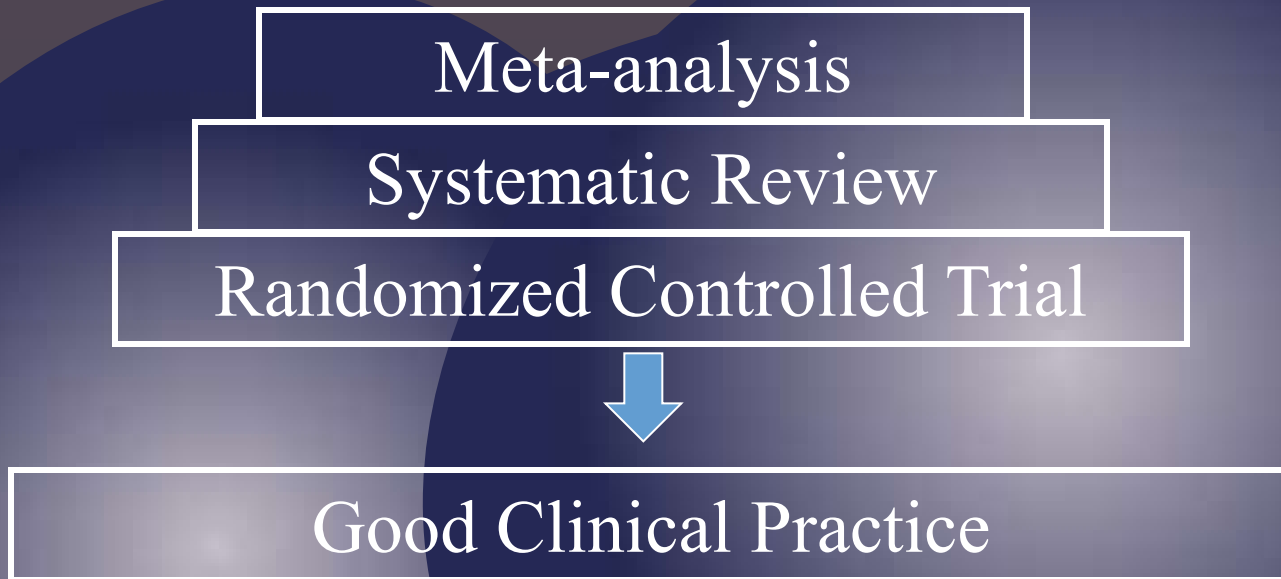 Meta-analysis
Systematic Review
Randomized Controlled Trial
Good Clinical Practice